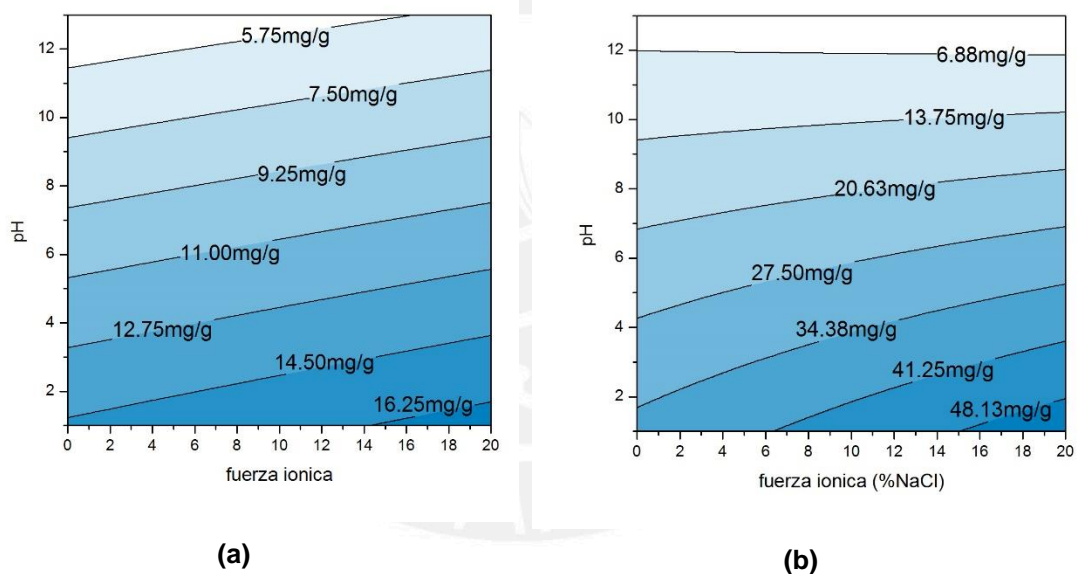 12
10
8
6
4
2
pH
5.75mg/g
7.50mg/g
9.25mg/g
11.00mg/g
12.75mg/g
14.50mg/g
16.25mg/g
0 2 4 6 8 10 12 14 16 18 20
fuerza ionica
(a)
12
10
8
6
4
2
pH
6.88mg/g
13.75mg/g
20.63mg/g
27.50mg/g
34.38mg/g
41.25mg/g
48.13mg/g
0 2 4 6 8 10 12 14 16 18 20
fuerza ionica (%NaCl)
(b)